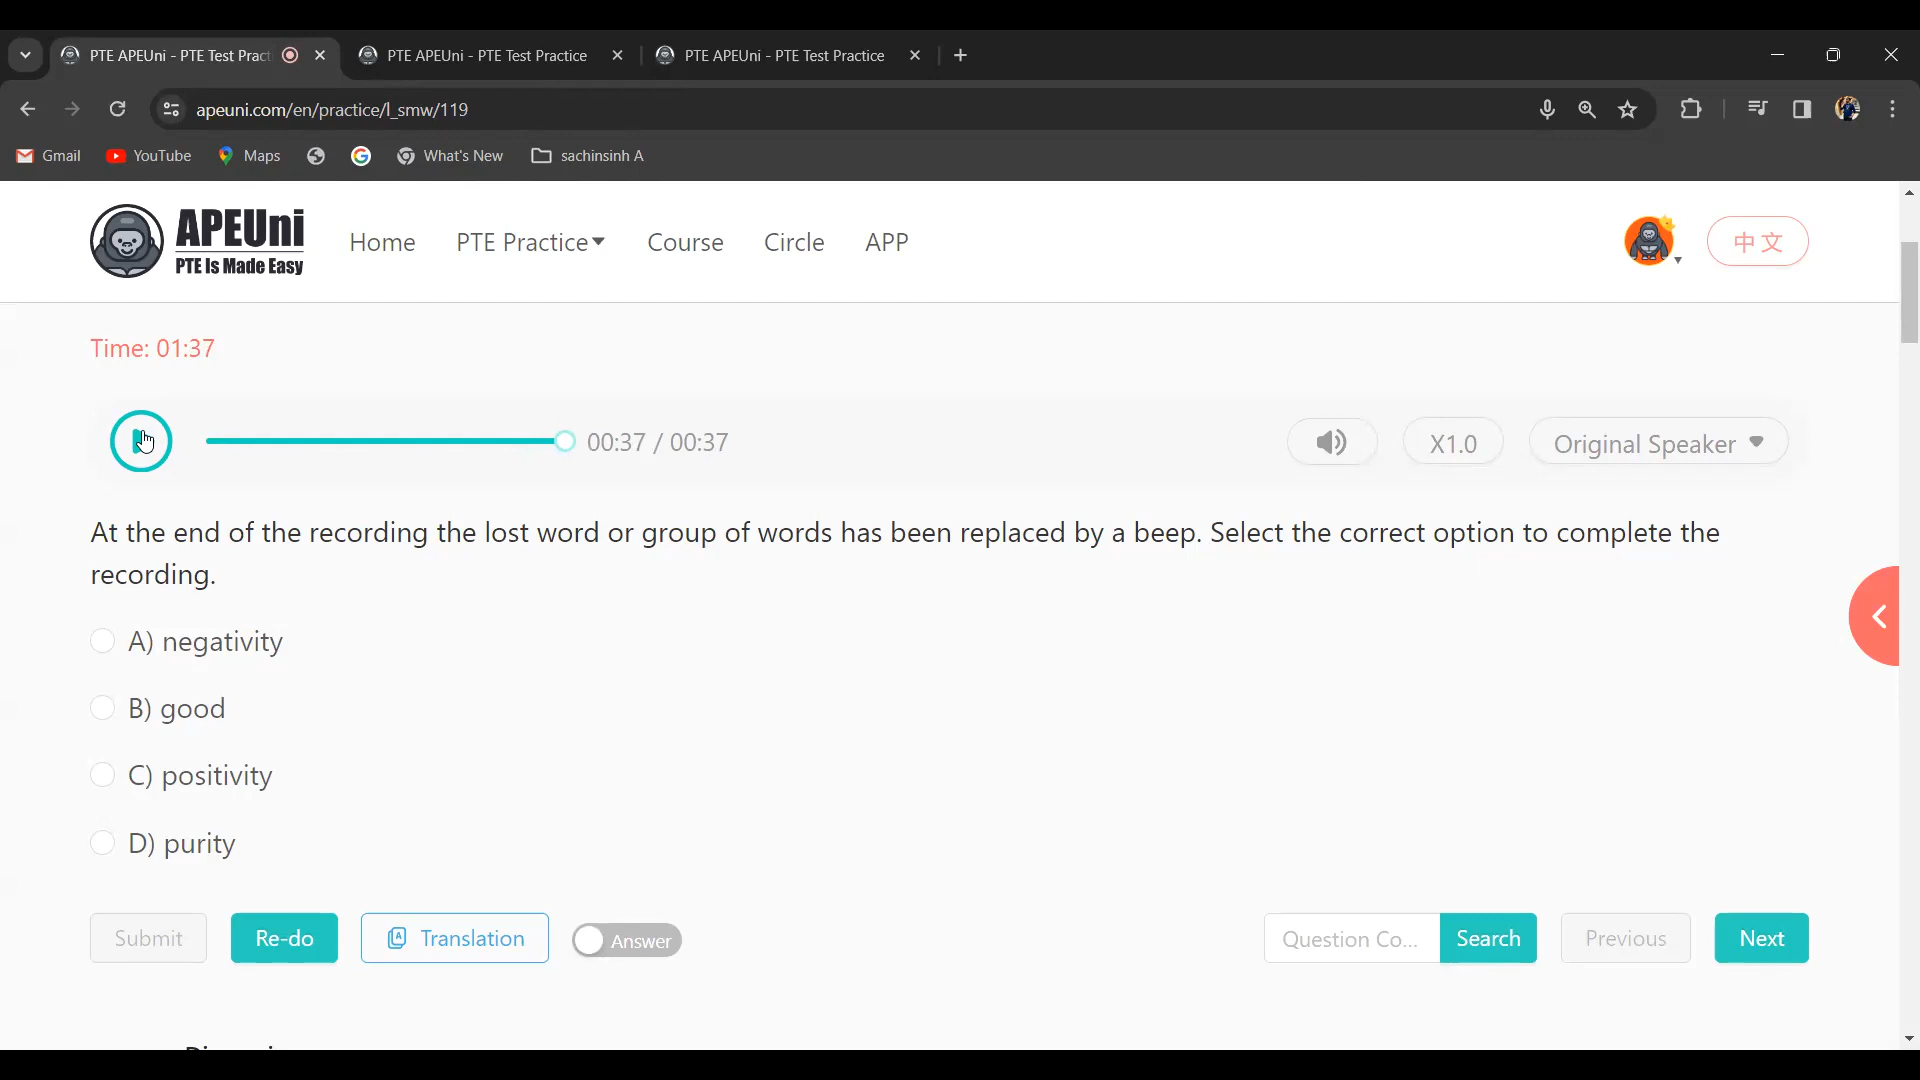 PTE APEUni - PTE Test Pract
PTE APEUni - PTE Test Practice
PTE APEUni - PTE Test Practice
apeuni.com/en/practice/l_smw/119
Gmail
YouTube
Maps
What's New
sachinsinh A
APEUni
PTE Is Made Easy
Home
PTE Practice
Course
Circle
APP
中文
Time: 01:37
00:37 / 00:37
X1.0
Original Speaker
At the end of the recording the lost word or group of words has been replaced by a beep. Select the correct option to complete the
recording.
A) negativity
B) good
C) positivity
D) purity
Submit
Re-do
Translation
Answer
Question Co...
Search
Previous
Next